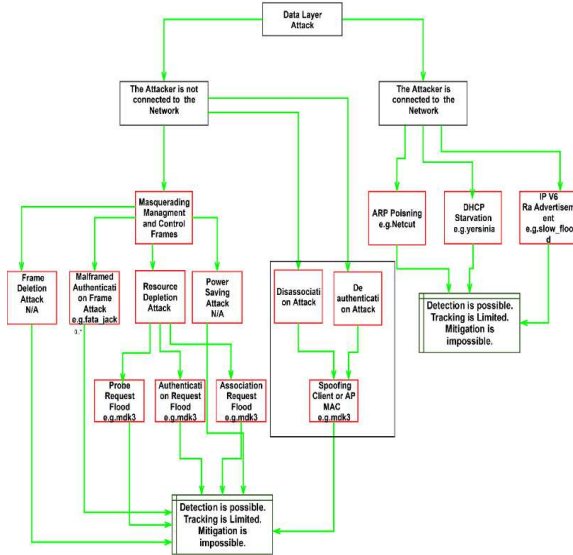 Data Layer
Attack
The Attacker is not
connected to the
Network
The Attacker is
connected to the
Network
Masquerading
Managment
and Control
Frames
ARP Poisning
e.g.Netcut
DHCP
Starvation
e.g.yersinia
IP V6
Ra Advertisem
ent
e.g.slow_floo
d
Frame
Deletion
Attack
N/A
Malframed
Authenticati
on Frame
Attack
e.g.fata_jack
Resource
Depletion
Attack
Power
Saving Attack
N/A
Disassociati
on Attack
De
authenticati
on Attack
Detection is possible.
Tracking is Limited.
Mitigation is
impossible.
Probe
Request
Flood
e.g.mdk3
Authenticati
on Request
Flood
e.g.mdk3
Association
Request
Flood
e.g.mdk3
Spoofing
Client or AP
MAC
e.g.mdk3
Detection is possible.
Tracking is Limited.
Mitigation is
impossible.